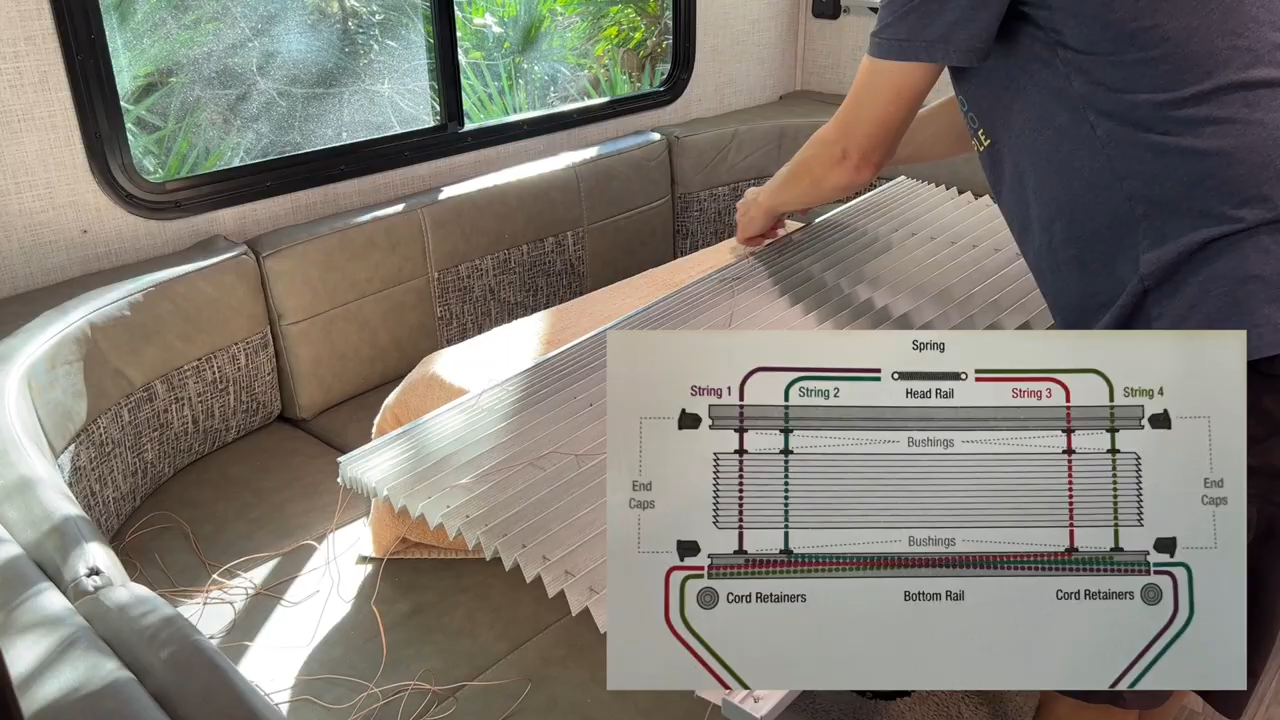 Spring
String 1
String 2
Head Rail
String 3
String 4
Bushings
End
Caps
End
Caps
Bushings
Cord Retainers
Bottom Rail
Cord Retainers